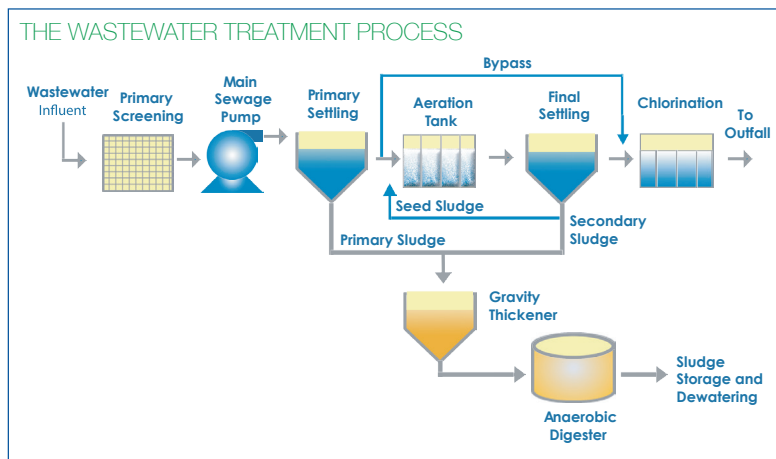 THE WASTEWATER TREATMENT PROCESS
Bypass
Wastewater
Influent
Primary
Screening
Main
Sewage
Pump
Primary
Settling
Aeration
Tank
Final
Settling
Chlorination
To
Outfall
Seed Sludge
Secondary
Sludge
Primary Sludge
Gravity
Thickener
Anaerobic
Digester
Sludge
Storage and
Dewatering